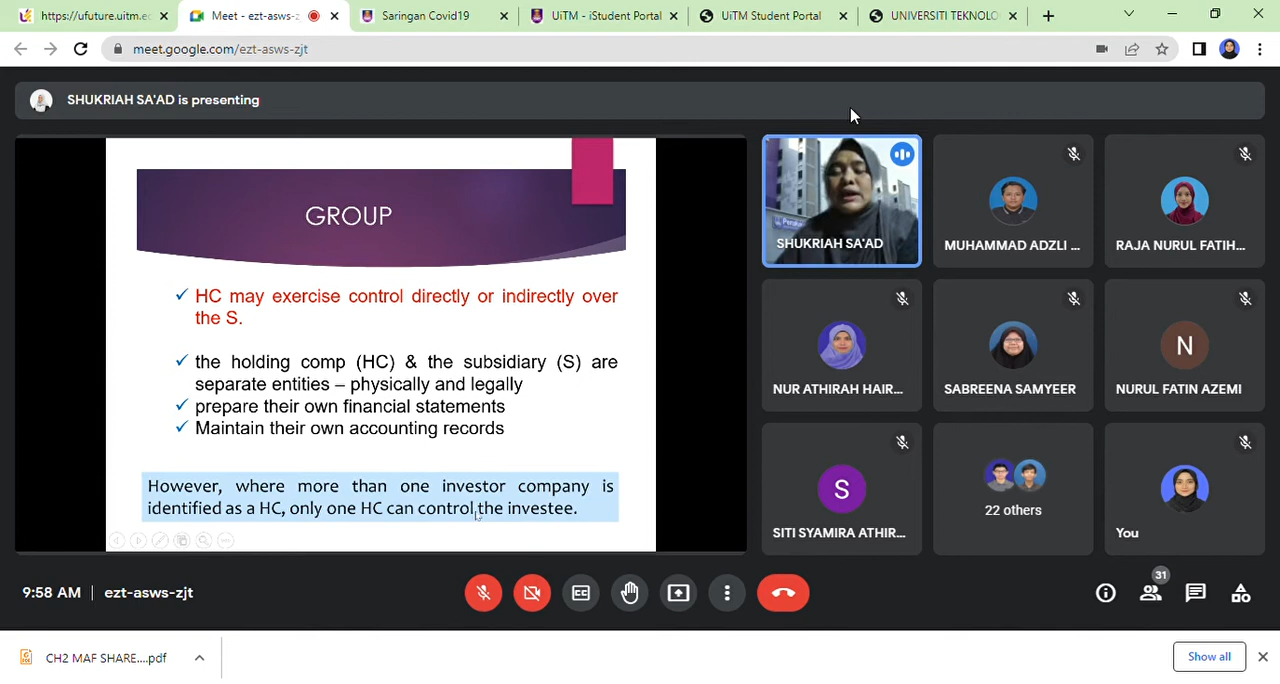 https://ufuture.uitm.ec
Meet - ezt-asws-z
Saringan Covid19
UiTM - iStudent Portal
UiTM Student Portal
UNIVERSITI TEKNOLO
meet.google.com/ezt-asws-zjt
SHUKRIAH SA'AD is presenting
GROUP
HC may exercise control directly or indirectly over
the S.
the holding comp (HC) & the subsidiary (S) are
separate entities – physically and legally
prepare their own financial statements
Maintain their own accounting records
However, where more than one investor company is
identified as a HC, only one HC can control the investee.
SHUKRIAH SA'AD
MUHAMMAD ADZLI ...
RAJA NURUL FATIH...
NUR ATHIRAH HAIR...
SABREENA SAMYEER
N
NURUL FATIN AZEMI
S
SITI SYAMIRA ATHIR...
22 others
You
9:58 AM | ezt-asws-zjt
31
CH2 MAF SHARE....pdf
Show all